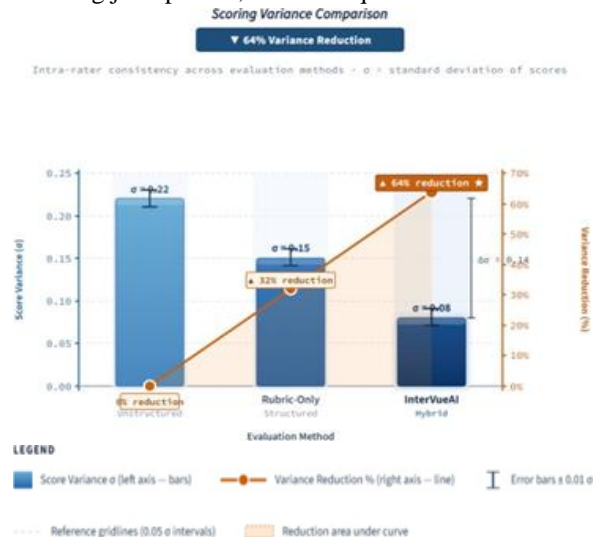 Scoring Variance Comparison
▼ 64% Variance Reduction
Intra-rater consistency across evaluation methods - σ = standard deviation of scores
0.25
0.20
0.15
0.10
0.05
0.00
Score Variance (σ)
σ = 0.22
σ = 0.15
σ = 0.08
0% reduction
▲ 32% reduction
▲ 64% reduction ★
Δσ = 0.14
70%
60%
50%
40%
30%
20%
10%
0%
Variance Reduction (%)
Unstructured
Rubric-Only
Structured
InterVueAI
Hybrid
Evaluation Method
LEGEND
Score Variance σ (left axis — bars)
Variance Reduction % (right axis — line)
Error bars ± 0.01 σ
Reference gridlines (0.05 σ intervals)
Reduction area under curve